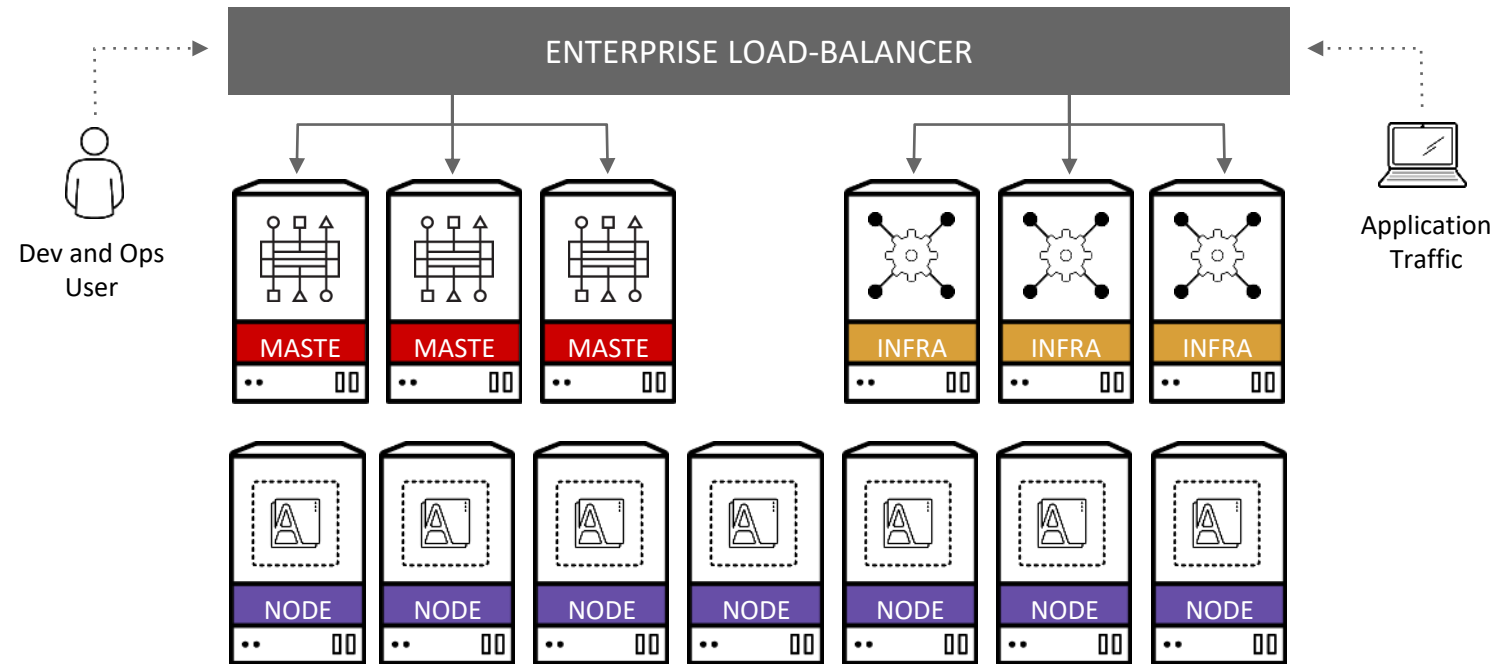 ENTERPRISE LOAD-BALANCER
Dev and Ops
User
Application
Traffic
MASTE
MASTE
MASTE
INFRA
INFRA
INFRA
NODE
NODE
NODE
NODE
NODE
NODE
NODE